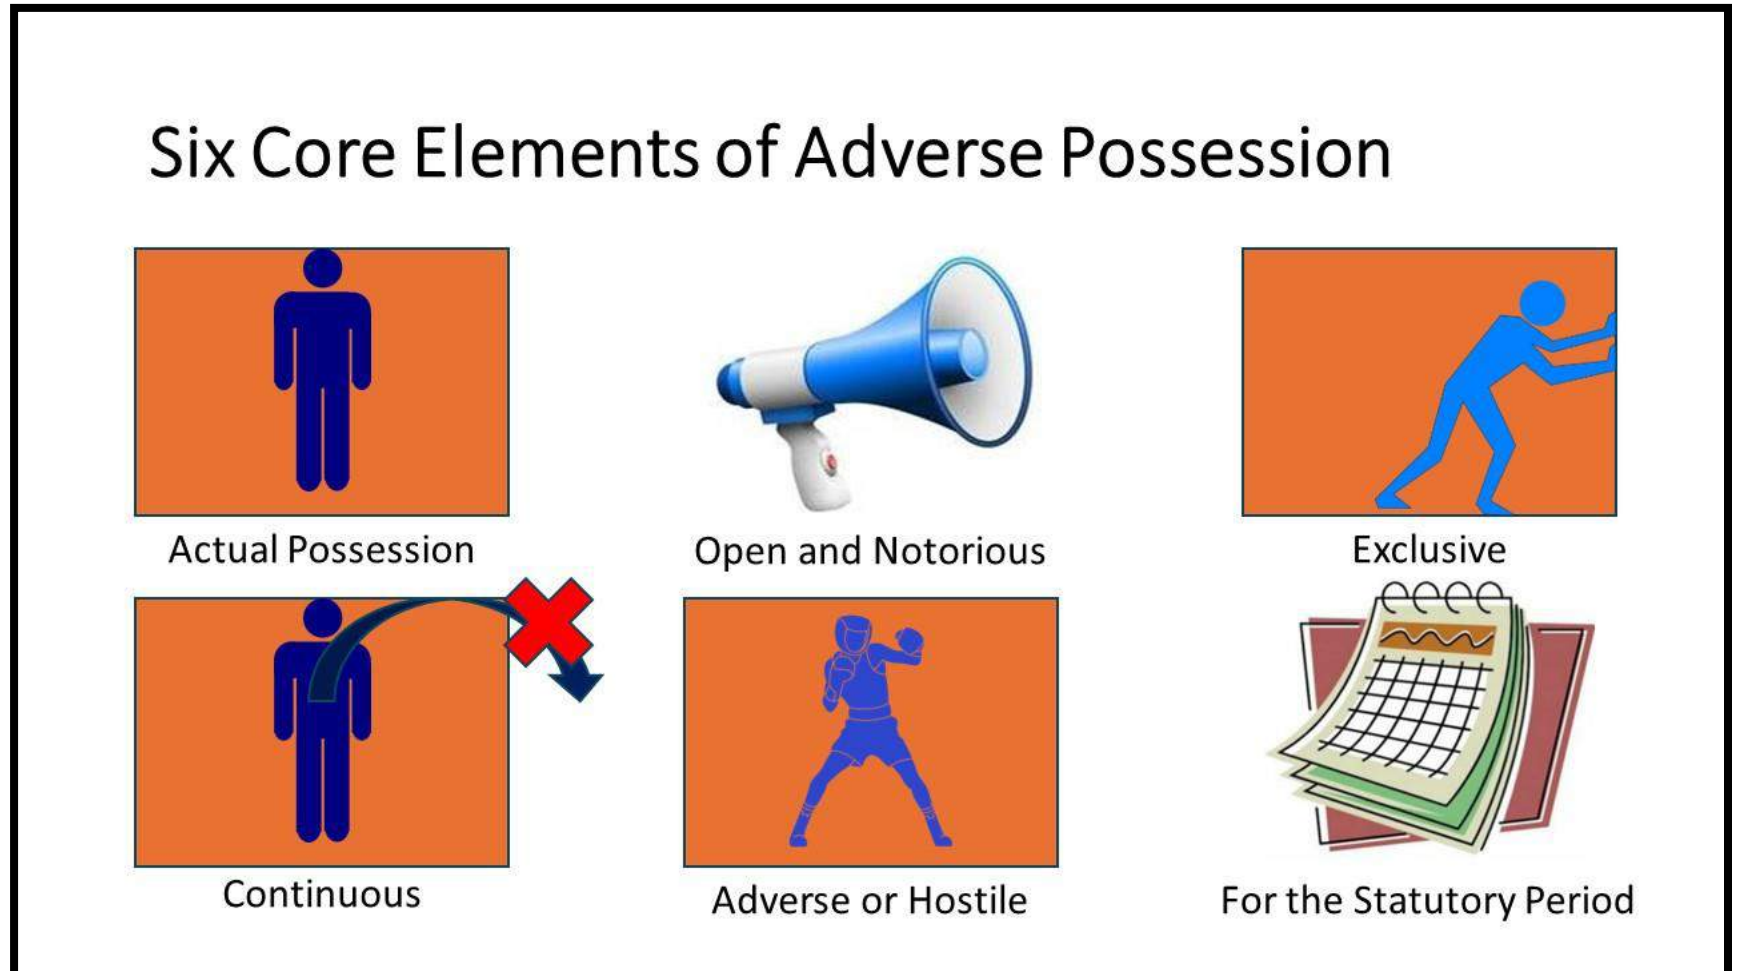 Six Core Elements of Adverse Possession
Actual Possession
Open and Notorious
Exclusive
Continuous
Adverse or Hostile
For the Statutory Period